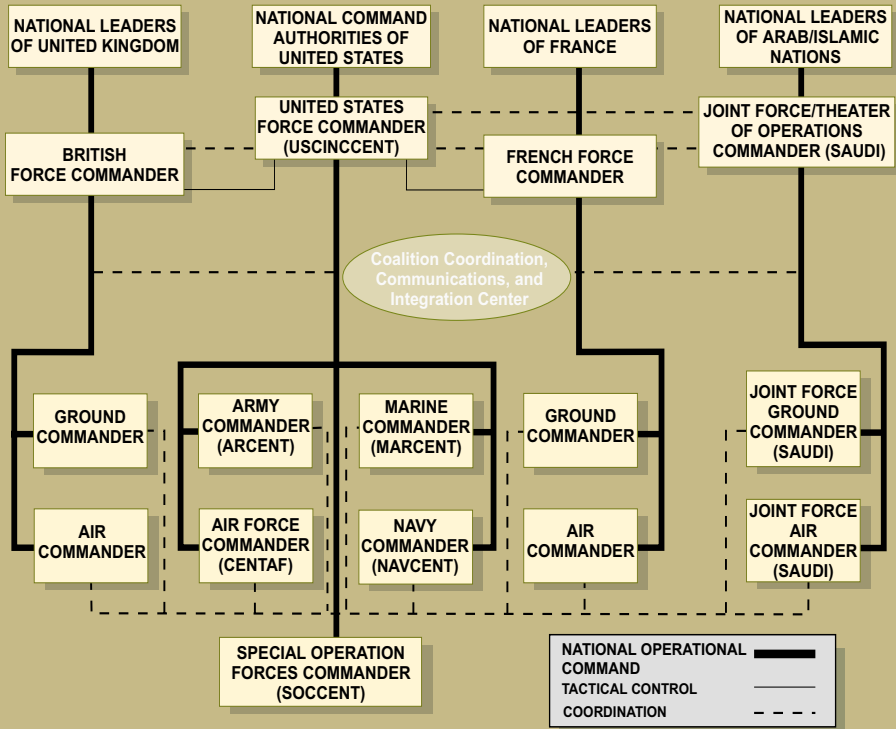 NATIONAL LEADERS
OF UNITED KINGDOM
NATIONAL COMMAND
AUTHORITIES OF
UNITED STATES
NATIONAL LEADERS
OF FRANCE
NATIONAL LEADERS
OF ARAB/ISLAMIC
NATIONS
UNITED STATES
FORCE COMMANDER
(USCINCCENT)
JOINT FORCE/THEATER
OF OPERATIONS
COMMANDER (SAUDI)
BRITISH
FORCE COMMANDER
FRENCH FORCE
COMMANDER
Coalition Coordination,
Communications, and
Integration Center
GROUND
COMMANDER
ARMY
COMMANDER
(ARCENT)
MARINE
COMMANDER
(MARCENT)
GROUND
COMMANDER
JOINT FORCE
GROUND
COMMANDER
(SAUDI)
AIR
COMMANDER
AIR FORCE
COMMANDER
(CENTAF)
NAVY
COMMANDER
(NAVCENT)
AIR
COMMANDER
JOINT FORCE
AIR
COMMANDER
(SAUDI)
SPECIAL OPERATION
FORCES COMMANDER
(SOCCENT)
NATIONAL OPERATIONAL
COMMAND
TACTICAL CONTROL
COORDINATION